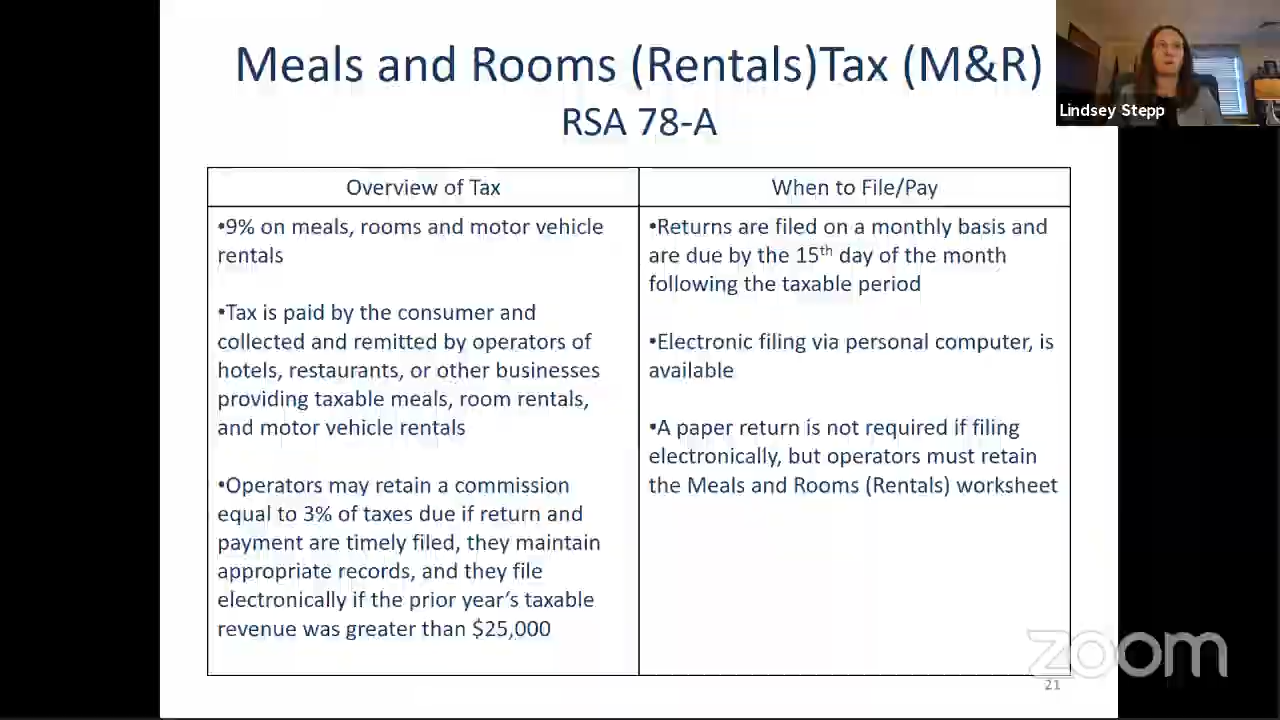 Meals and Rooms (Rentals)Tax (M&R)
RSA 78-A
Lindsey Stepp
Overview of Tax
When to File/Pay
•9% on meals, rooms and motor vehicle
rentals
•Tax is paid by the consumer and
collected and remitted by operators of
hotels, restaurants, or other businesses
providing taxable meals, room rentals,
and motor vehicle rentals
•Operators may retain a commission
equal to 3% of taxes due if return and
payment are timely filed, they maintain
appropriate records, and they file
electronically if the prior year's taxable
revenue was greater than $25,000
•Returns are filed on a monthly basis and
are due by the 15th day of the month
following the taxable period
•Electronic filing via personal computer, is
available
•A paper return is not required if filing
electronically, but operators must retain
the Meals and Rooms (Rentals) worksheet
zoom
21